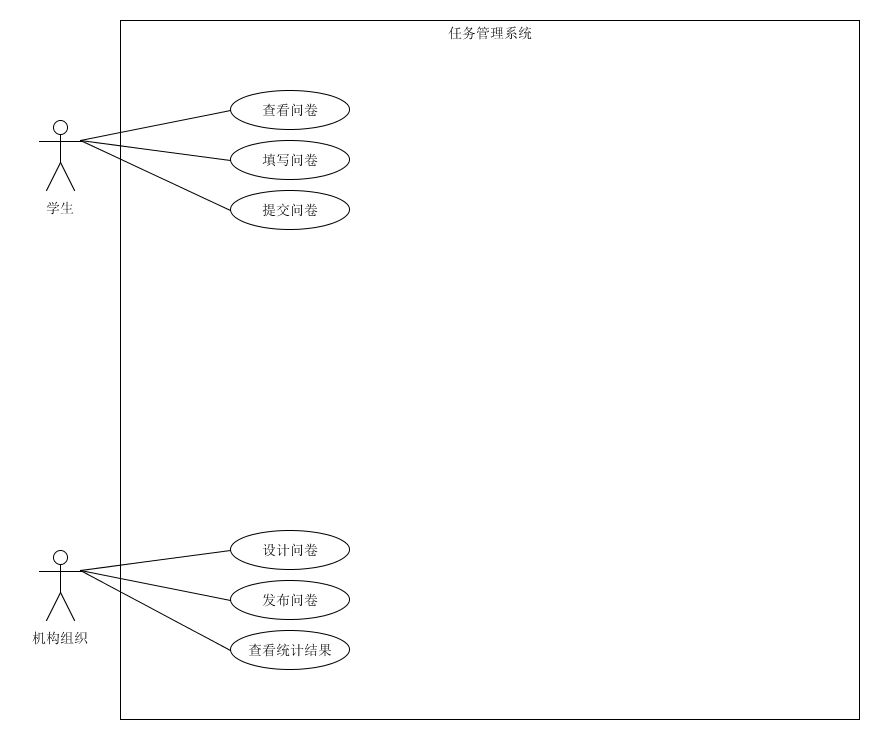 任务管理系统
查看问卷
填写问卷
提交问卷
学生
设计问卷
发布问卷
查看统计结果
机构组织